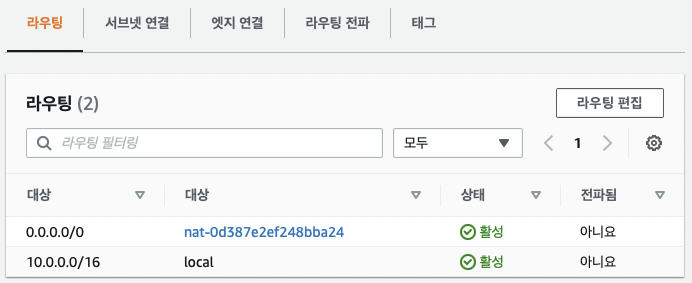 라우팅 서브넷 연결 엣지 연결 라우팅 전파 태그
라우팅 (2) 라우팅 편집
라우팅 필터링 모두 1
대상 대상 상태 전파됨
0.0.0.0/0 nat-0d387e2ef248bba24 활성 아니요
10.0.0.0/16 local 활성 아니요